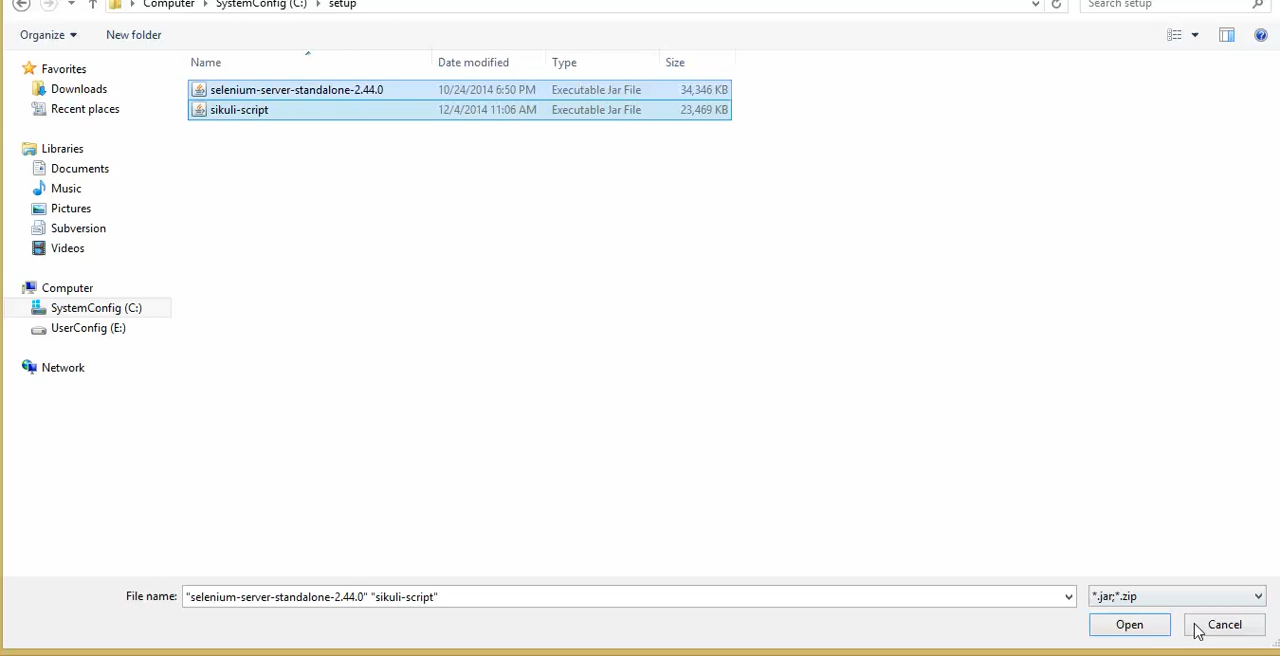 Computer SystemConfig (C:) setup Search setup
Organize New folder
Name Date modified Type Size
Favorites
Downloads
Recent places
Libraries
Documents
Music
Pictures
Subversion
Videos
Computer
SystemConfig (C:)
UserConfig (E:)
Network
selenium-server-standalone-2.44.0 10/24/2014 6:50 PM Executable Jar File 34,346 KB
sikuli-script 12/4/2014 11:06 AM Executable Jar File 23,469 KB
File name: "selenium-server-standalone-2.44.0" "sikuli-script" *.jar;*.zip
Open Cancel